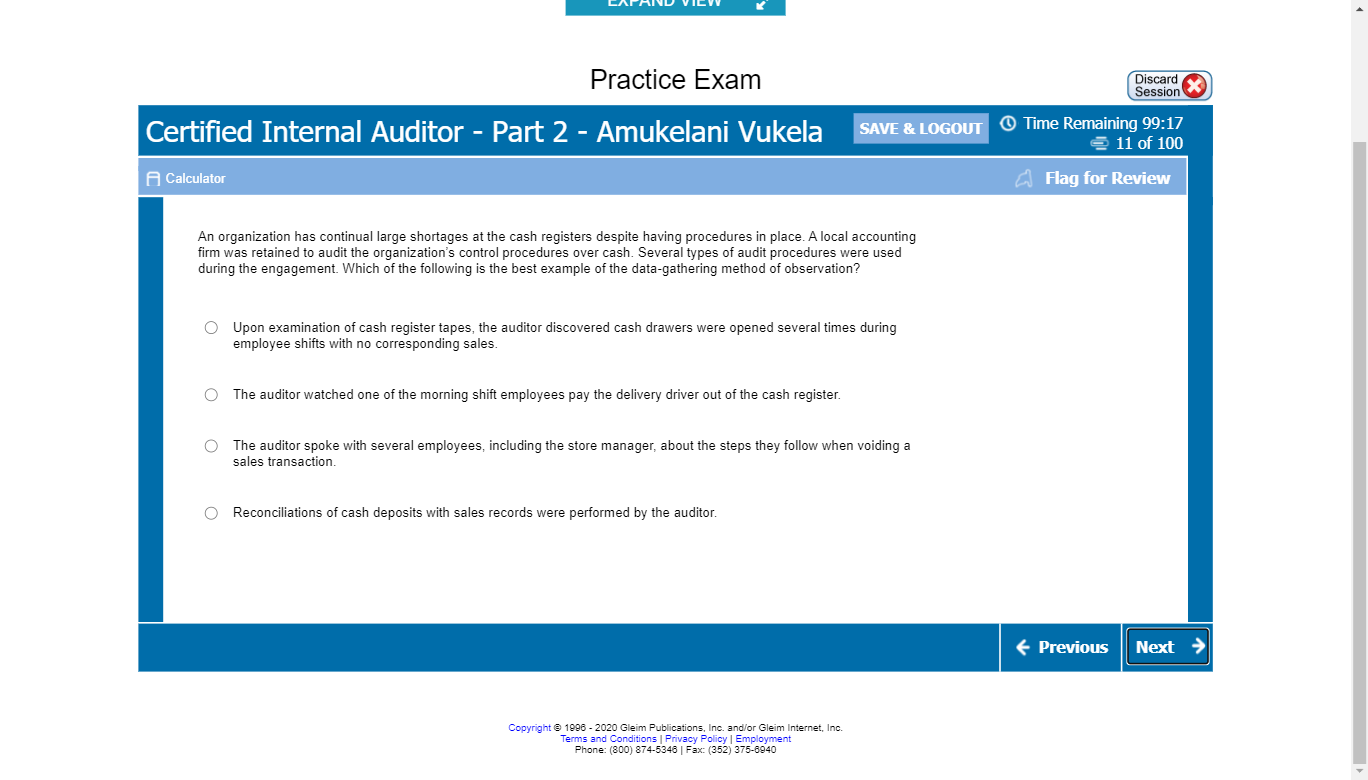 EXPAND VIEW
Practice Exam
Discard
Session
Certified Internal Auditor - Part 2 - Amukelani Vukela
SAVE & LOGOUT
Time Remaining 99:17
11 of 100
Calculator
Flag for Review
An organization has continual large shortages at the cash registers despite having procedures in place. A local accounting
firm was retained to audit the organization's control procedures over cash. Several types of audit procedures were used
during the engagement. Which of the following is the best example of the data-gathering method of observation?
Upon examination of cash register tapes, the auditor discovered cash drawers were opened several times during
employee shifts with no corresponding sales.
The auditor watched one of the morning shift employees pay the delivery driver out of the cash register.
The auditor spoke with several employees, including the store manager, about the steps they follow when voiding a
sales transaction.
Reconciliations of cash deposits with sales records were performed by the auditor.
Previous
Next
Copyright © 1996 - 2020 Gleim Publications, Inc. and/or Gleim Internet, Inc.
Terms and Conditions | Privacy Policy | Employment
Phone: (800) 874-5346 | Fax: (352) 375-6940